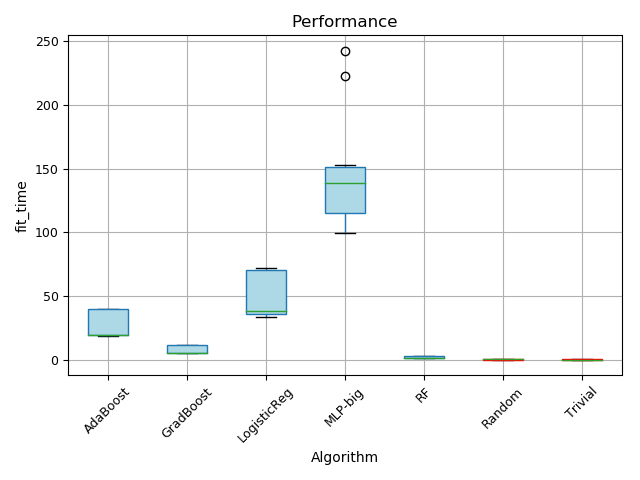 Performance
fit_time
250
200
150
100
50
0
AdaBoost
GradBoost
LogisticReg
MLP-big
RF
Random
Trivial
Algorithm